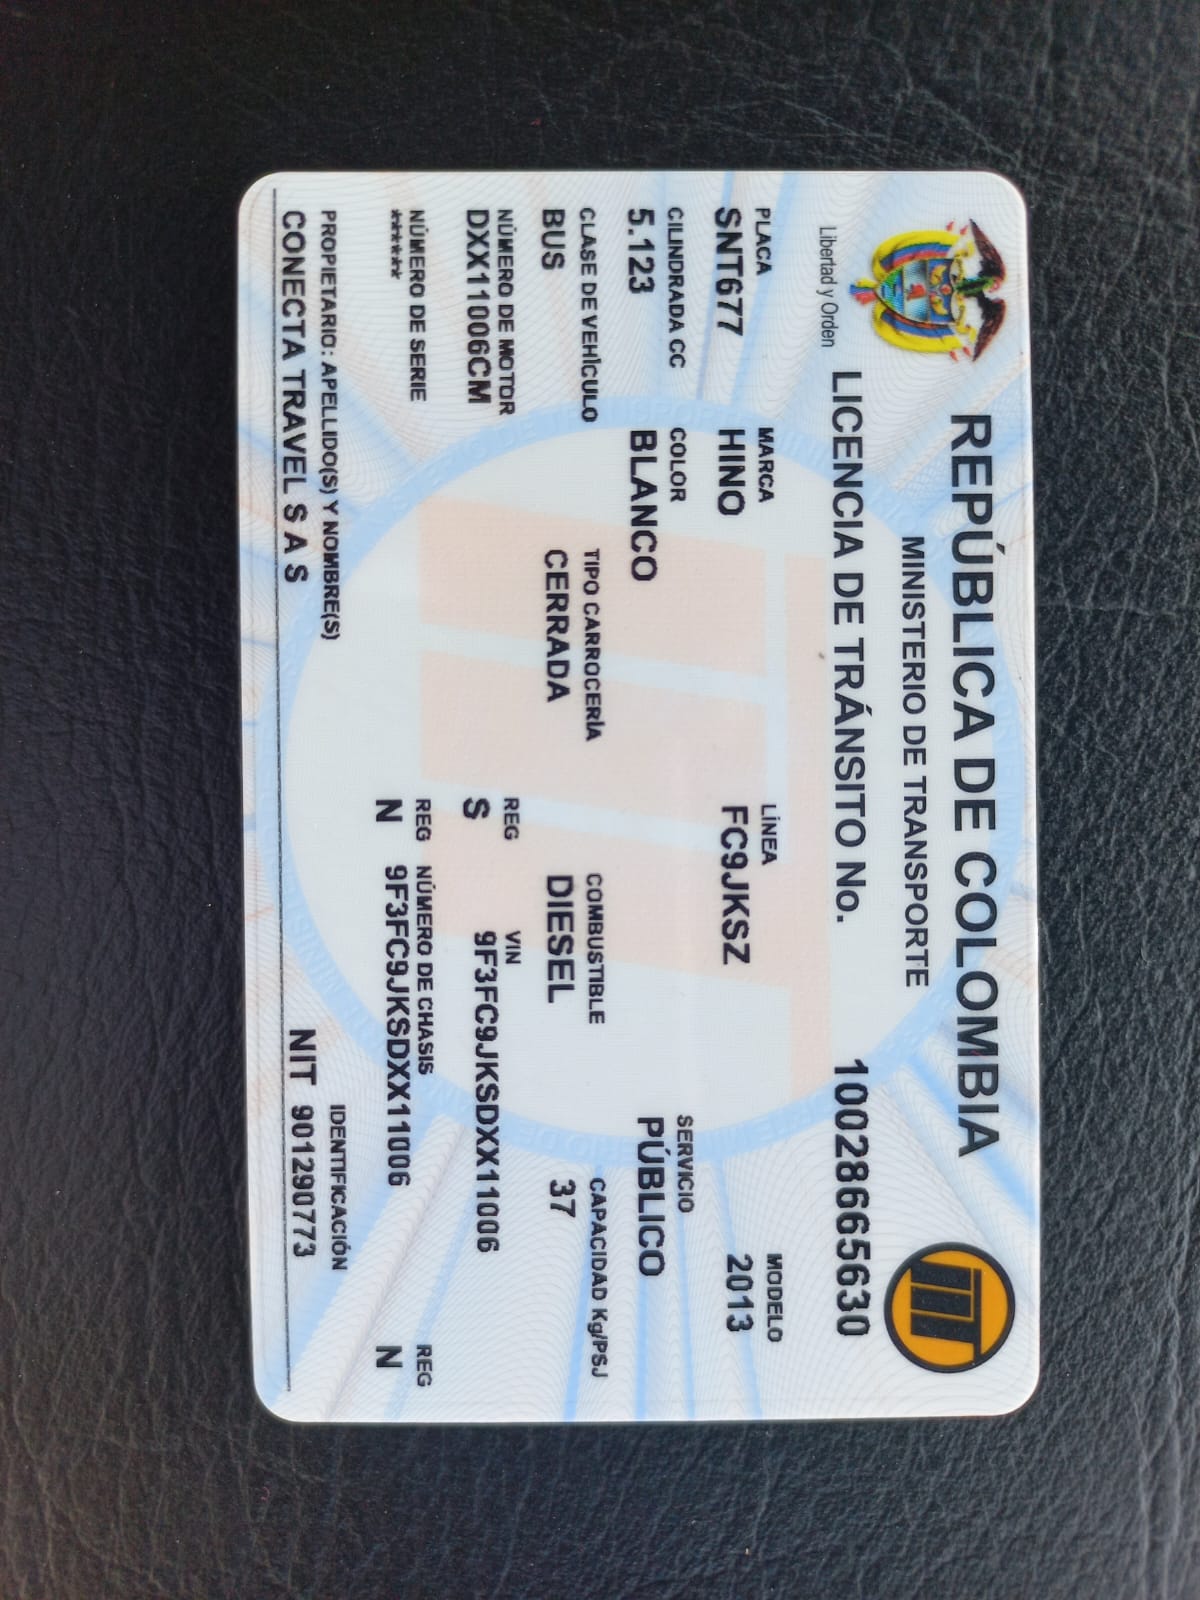 REPÚBLICA DE COLOMBIA
MINISTERIO DE TRANSPORTE
Libertad y Orden
LICENCIA DE TRÁNSITO No. 10028665630
PLACA MARCA LÍNEA MODELO
SNT677 HINO FC9JKSZ 2013
CILINDRADA CC COLOR SERVICIO
5.123 BLANCO PÚBLICO
CLASE DE VEHÍCULO TIPO CARROCERÍA COMBUSTIBLE CAPACIDAD Kg/PSJ
BUS CERRADA DIESEL 37
NÚMERO DE MOTOR REG VIN
DXX11006CM S 9F3FC9JKSDXX11006
NÚMERO DE SERIE REG NÚMERO DE CHASIS REG
***** N 9F3FC9JKSDXX11006 N
PROPIETARIO: APELLIDO(S) Y NOMBRE(S) IDENTIFICACIÓN
CONECTA TRAVEL S A S NIT 901290773